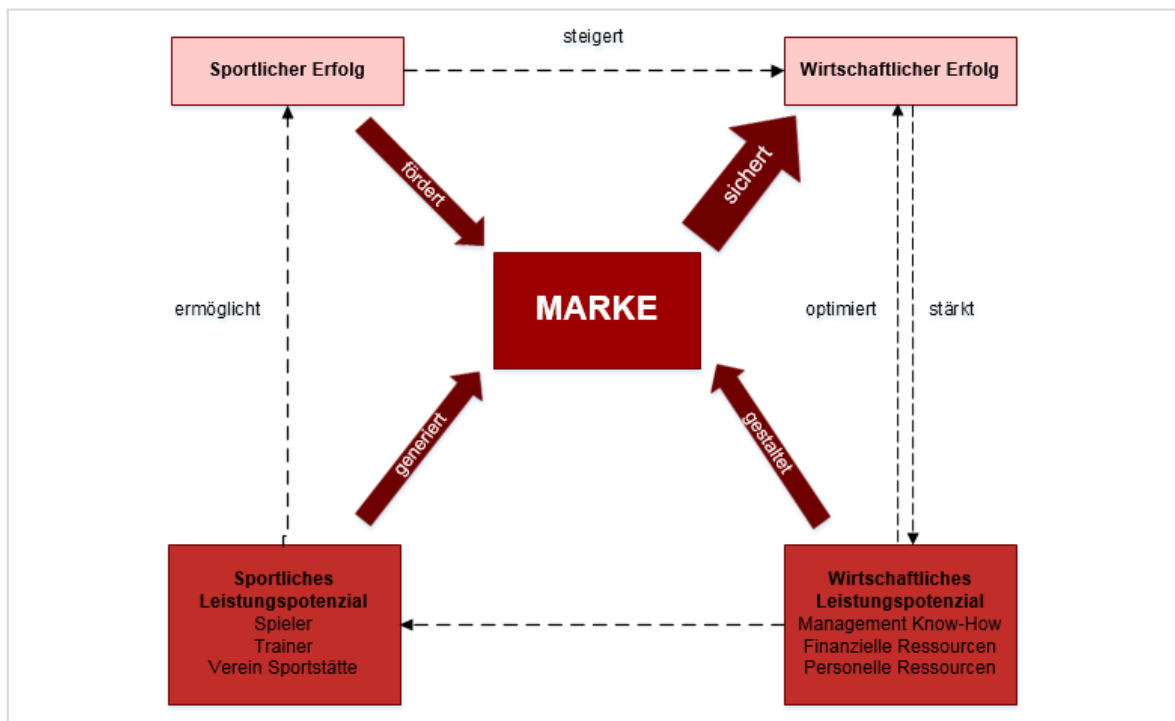 steigert
Sportlicher Erfolg
Wirtschaftlicher Erfolg
fördert
sichert
MARKE
ermöglicht
optimiert
stärkt
generiert
gestaltet
Sportliches
Leistungspotenzial
Spieler
Trainer
Verein Sportstätte
Wirtschaftliches
Leistungspotenzial
Management Know-How
Finanzielle Ressourcen
Personelle Ressourcen